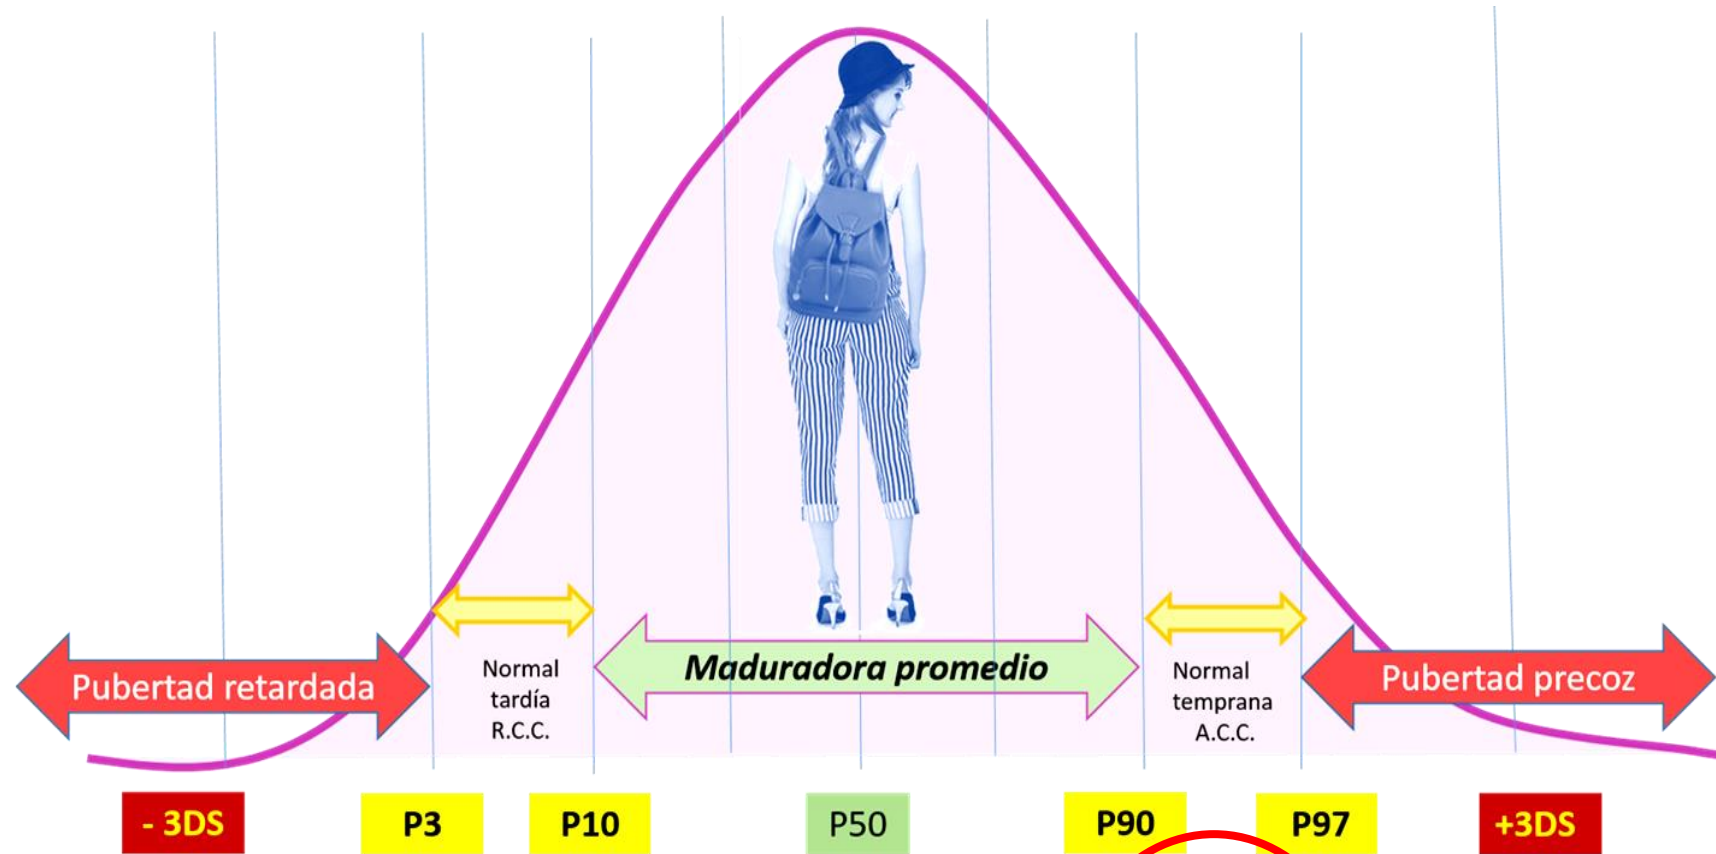 Pubertad retardada
Normal
tardía
R.C.C.
Maduradora promedio
Normal
temprana
A.C.C.
Pubertad precoz
- 3DS
P3
P10
P50
P90
P97
+3DS